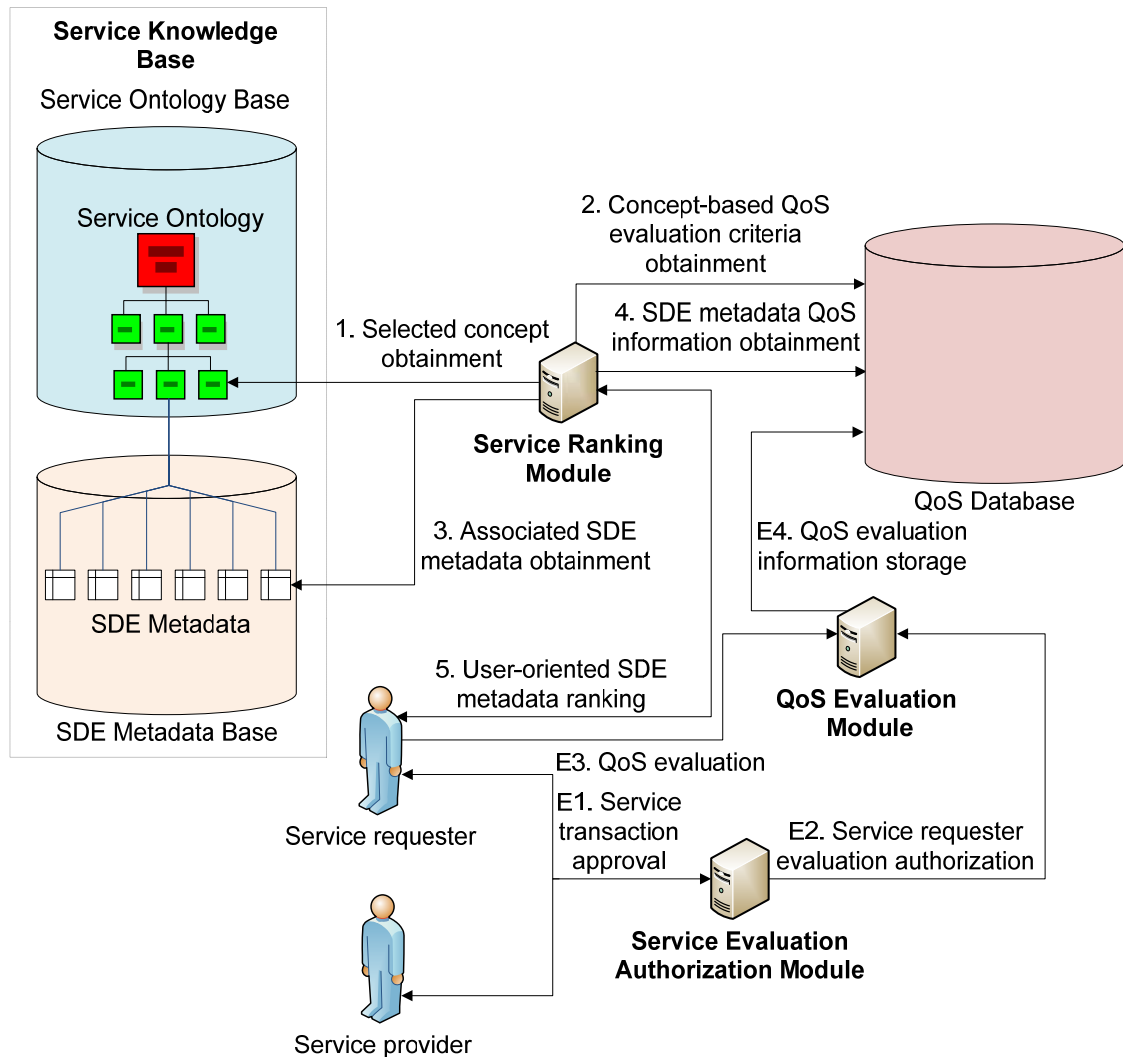 Service Knowledge
Base
Service Ontology Base
Service Ontology
2. Concept-based QoS
evaluation criteria
obtainment
1. Selected concept
obtainment
4. SDE metadata QoS
information obtainment
Service Ranking
Module
QoS Database
3. Associated SDE
metadata obtainment
E4. QoS evaluation
information storage
SDE Metadata
SDE Metadata Base
5. User-oriented SDE
metadata ranking
QoS Evaluation
Module
E3. QoS evaluation
Service requester
E1. Service
transaction
approval
E2. Service requester
evaluation authorization
Service Evaluation
Authorization Module
Service provider